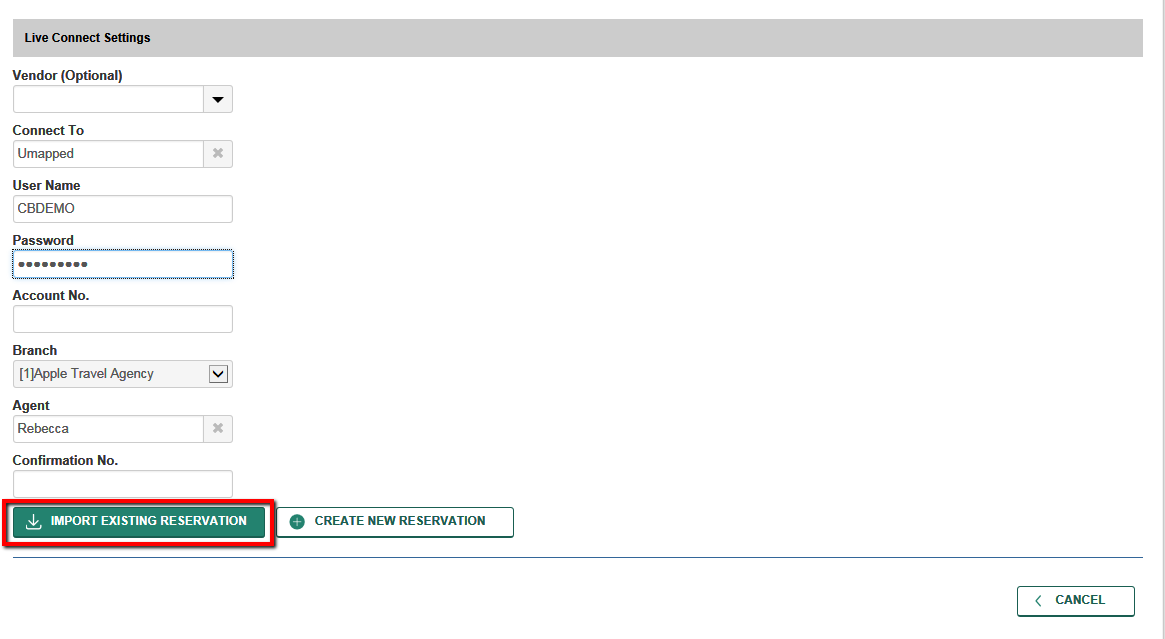 Live Connect Settings
Vendor (Optional)
Connect To
Umapped
User Name
CBDEMO
Password
•••••••••
Account No.
Branch
[1]Apple Travel Agency
Agent
Rebecca
Confirmation No.
IMPORT EXISTING RESERVATION
CREATE NEW RESERVATION
CANCEL